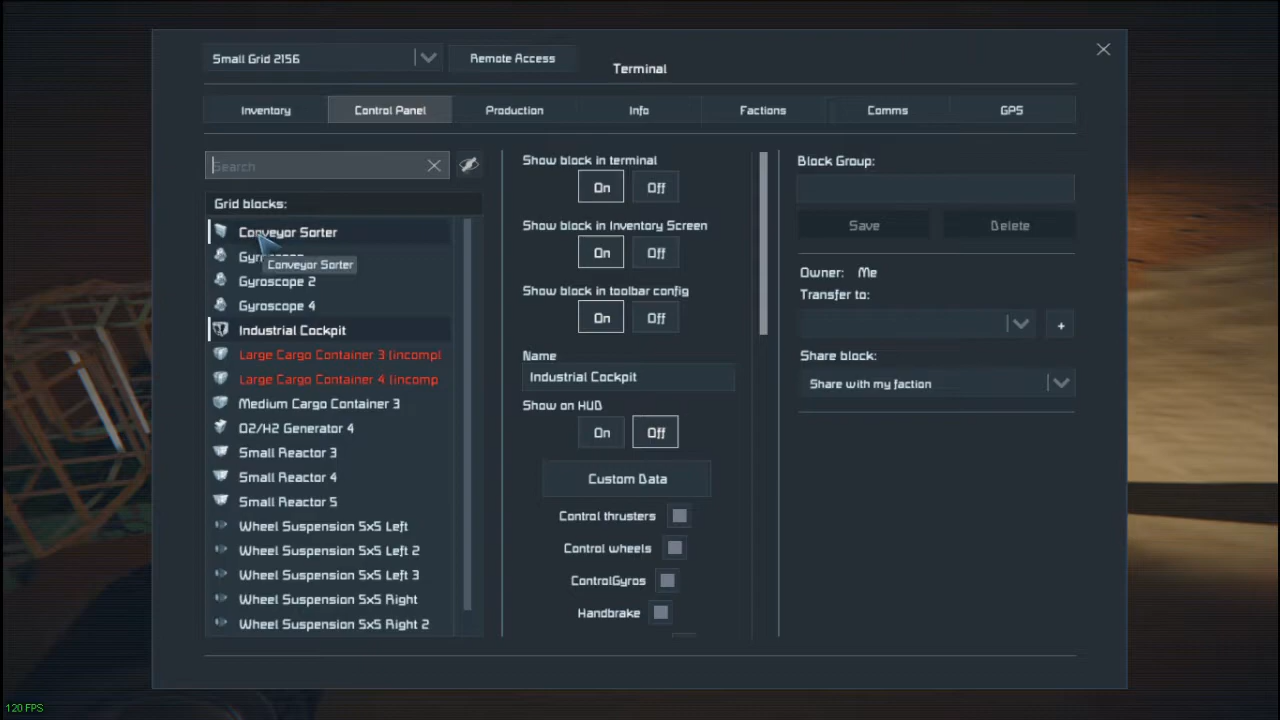 Small Grid 2156
Remote Access
Terminal
Inventory
Control Panel
Production
Info
Factions
Comms
GPS
Search
Grid blocks:
Conveyor Sorter
Conveyor Sorter
Gyroscope 2
Gyroscope 4
Industrial Cockpit
Large Cargo Container 3 (incompl
Large Cargo Container 4 (incomp
Medium Cargo Container 3
O2/H2 Generator 4
Small Reactor 3
Small Reactor 4
Small Reactor 5
Wheel Suspension 5x5 Left
Wheel Suspension 5x5 Left 2
Wheel Suspension 5x5 Left 3
Wheel Suspension 5x5 Right
Wheel Suspension 5x5 Right 2
Show block in terminal
On Off
Show block in Inventory Screen
On Off
Show block in toolbar config
On Off
Name
Industrial Cockpit
Show on HUD
On Off
Custom Data
Control thrusters
Control wheels
ControlGyros
Handbrake
Block Group:
Save Delete
Owner: Me
Transfer to:
+
Share block:
Share with my faction
120 FPS